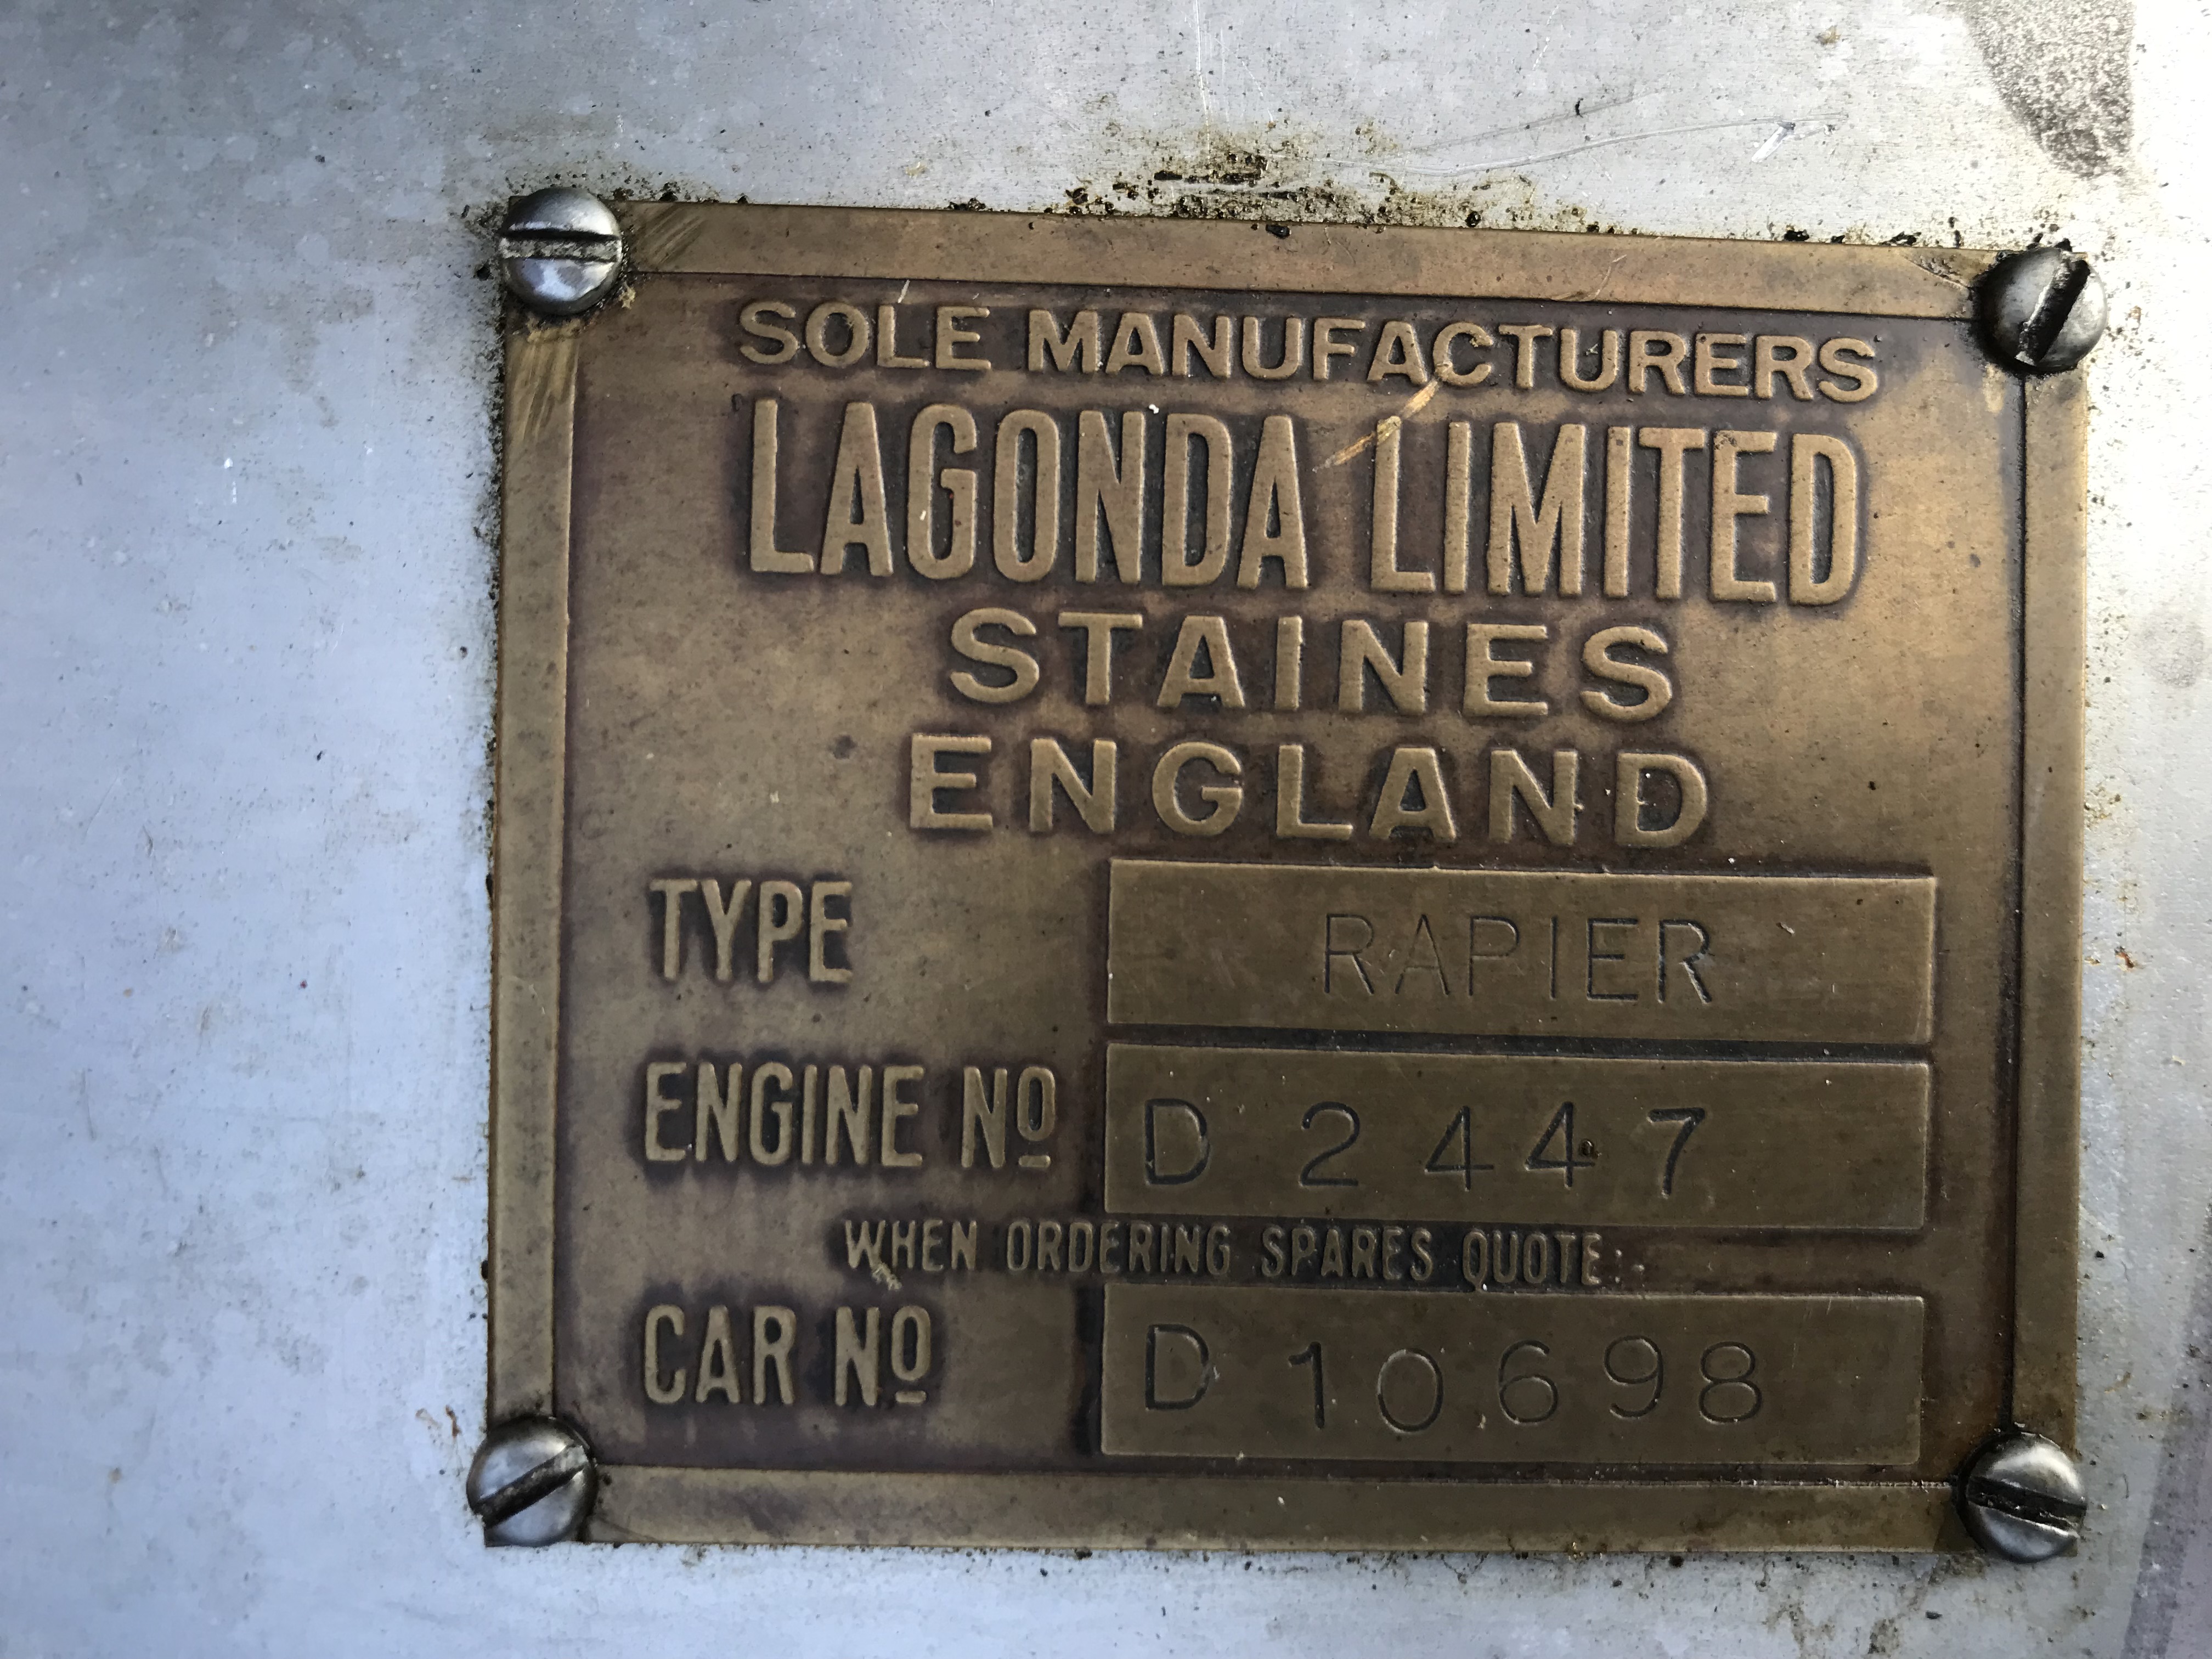 SOLE MANUFACTURERS
LAGONDA LIMITED
STAINES
ENGLAND
TYPE RAPIER
ENGINE Nº D 2447
WHEN ORDERING SPARES QUOTE:-
CAR Nº D 10698